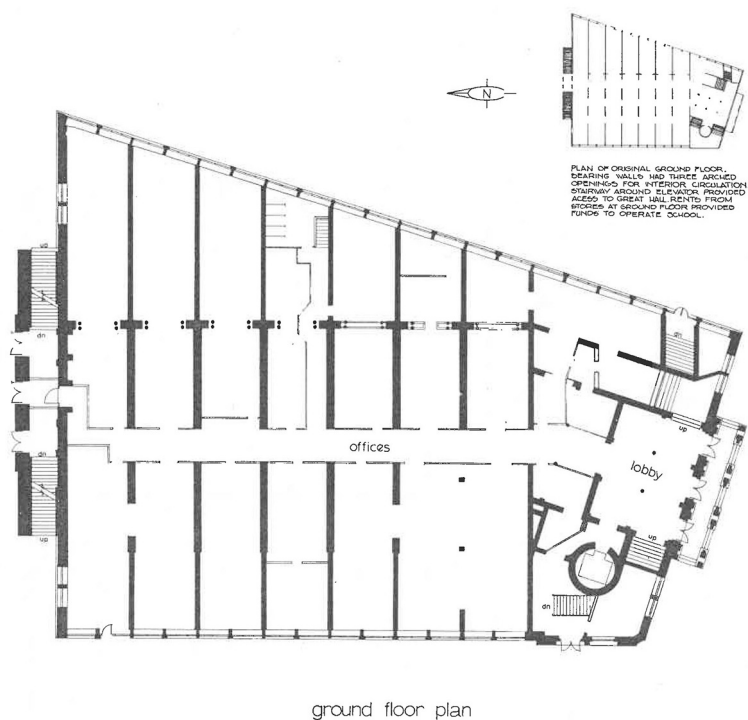 N
PLAN OF ORIGINAL GROUND FLOOR.
BEARING WALLS HAD THREE ARCHED
OPENINGS FOR INTERIOR CIRCULATION
STAIRWAY AROUND ELEVATOR PROVIDED
ACESS TO GREAT HALL. RENTS FROM
STORES AT GROUND FLOOR PROVIDED
FUNDS TO OPERATE SCHOOL.
up
dn
dn
up
dn
up
offices
lobby
up
dn
ground floor plan